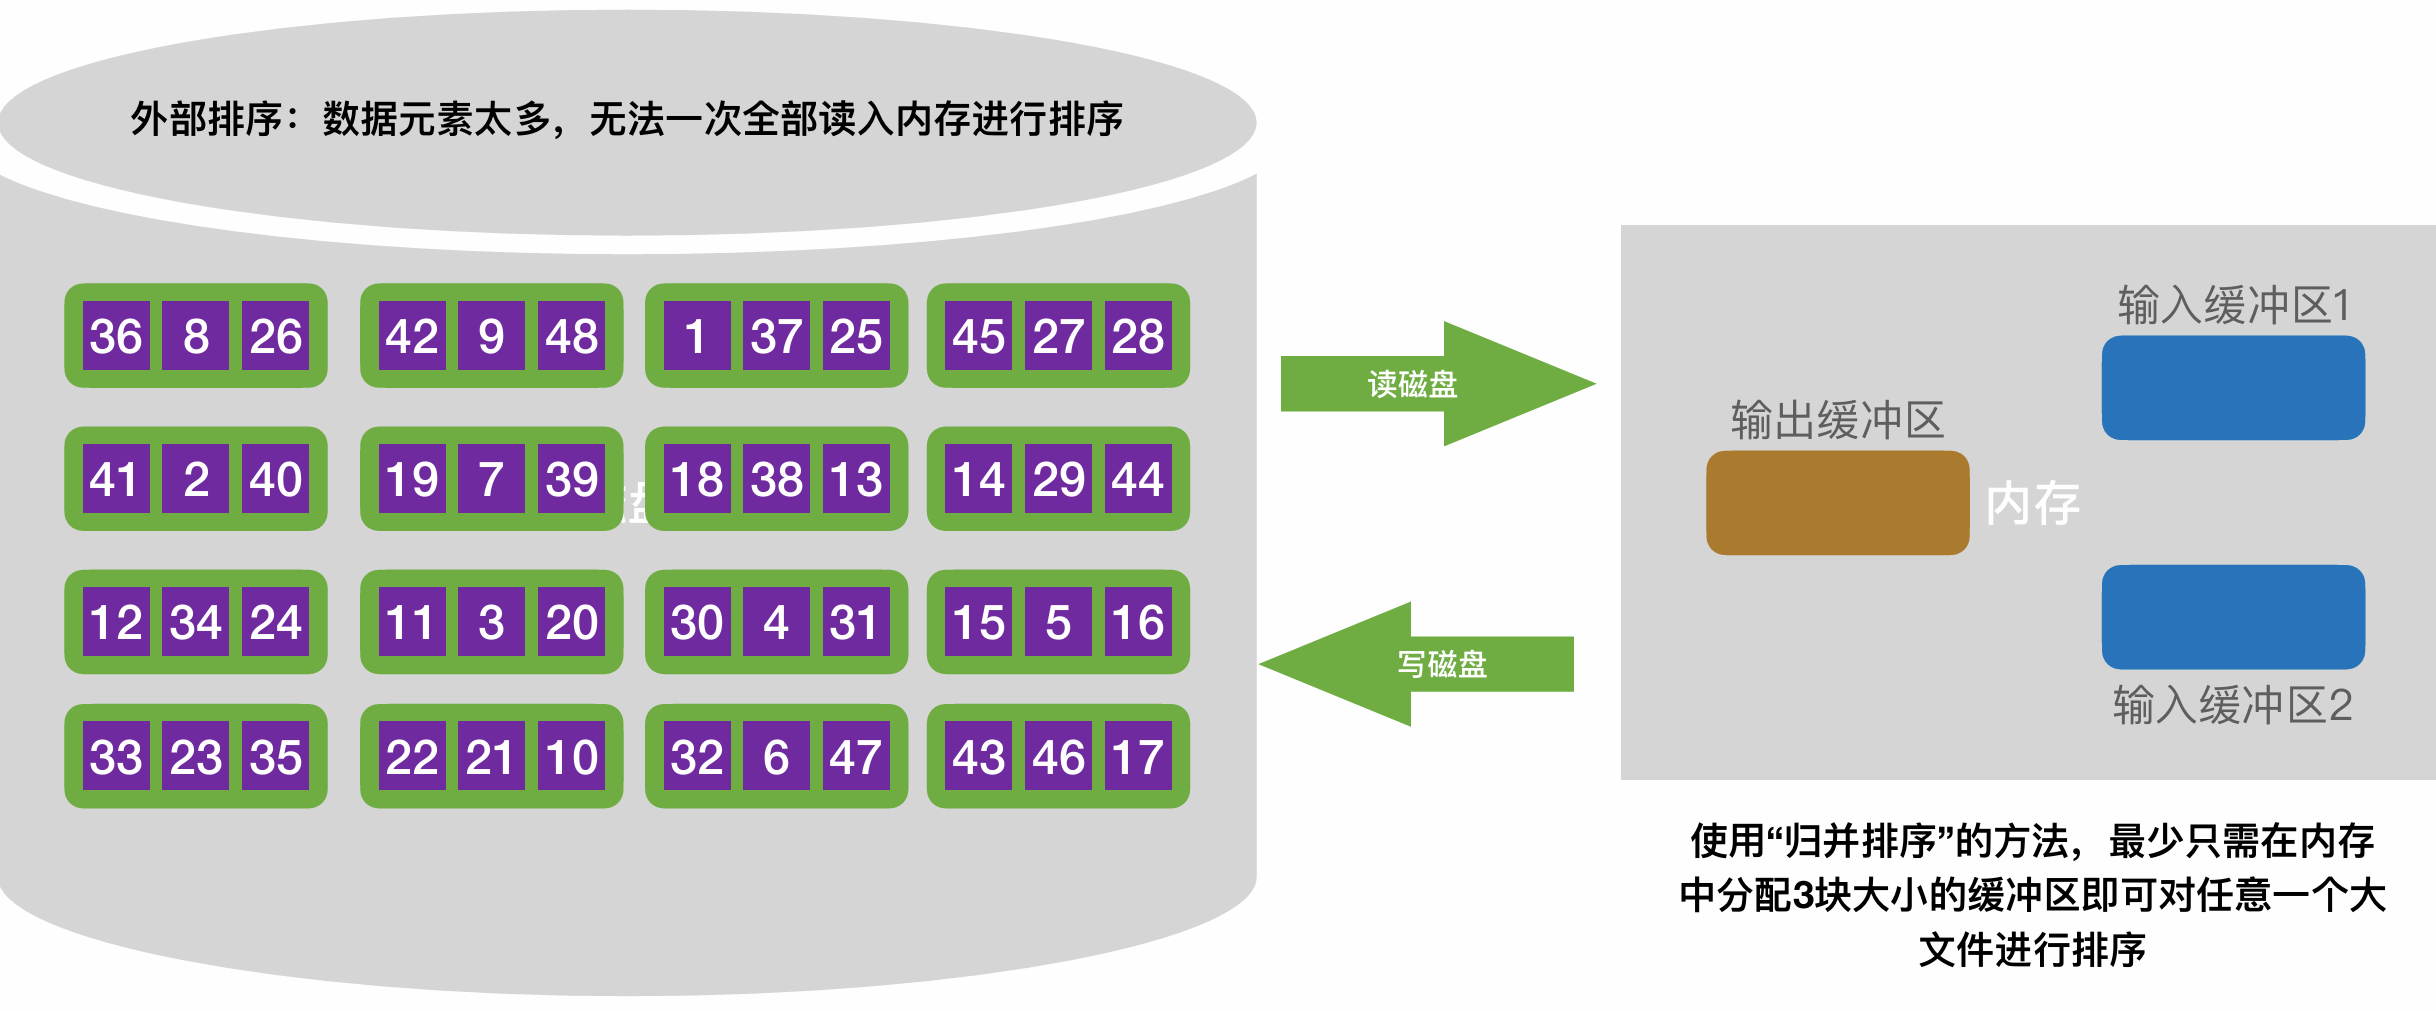 外部排序：数据元素太多，无法一次全部读入内存进行排序
36 8 26 42 9 48 1 37 25 45 27 28
41 2 40 19 7 39 18 38 13 14 29 44
12 34 24 11 3 20 30 4 31 15 5 16
33 23 35 22 21 10 32 6 47 43 46 17
读磁盘
写磁盘
输入缓冲区1
输出缓冲区
内存
输入缓冲区2
使用“归并排序”的方法，最少只需在内存
中分配3块大小的缓冲区即可对任意一个大
文件进行排序